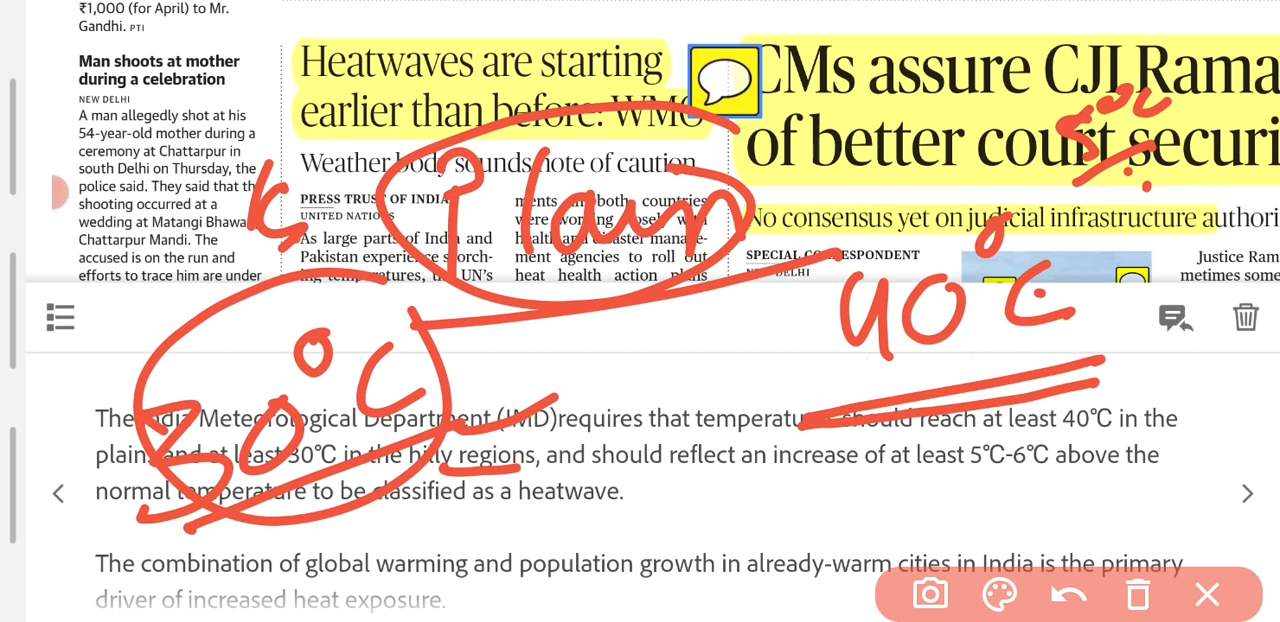 ₹1,000 (for April) to Mr.
Gandhi. PTI
Man shoots at mother
during a celebration
NEW DELHI
A man allegedly shot at his
54-year-old mother during a
ceremony at Chattarpur in
south Delhi on Thursday, the
police said. They said that th
shooting occurred at a
wedding at Matangi Bhawa
Chattarpur Mandi. The
accused is on the run and
efforts to trace him are under
Heatwaves are starting
earlier than before: WMO
Weather body sounds note of caution
PRESS TRUST OF INDIA
UNITED NATIONS
As large parts of India and
Pakistan experience scorch-
ing temperatures, the UN's
ments in both countries
were working closely with
health and disaster manage-
ment agencies to roll out
heat health action plans
CMs assure CJI Rama
of better court securi
No consensus yet on judicial infrastructure authori
SPECIAL CORRESPONDENT
NEW DELHI
Justice Ram
metimes some
Plain
40°C
30°C
The India Meteorological Department (IMD)requires that temperatures should reach at least 40°C in the
plains and at least 30°C in the hilly regions, and should reflect an increase of at least 5°C-6°C above the
normal temperature to be classified as a heatwave.
The combination of global warming and population growth in already-warm cities in India is the primary
driver of increased heat exposure.